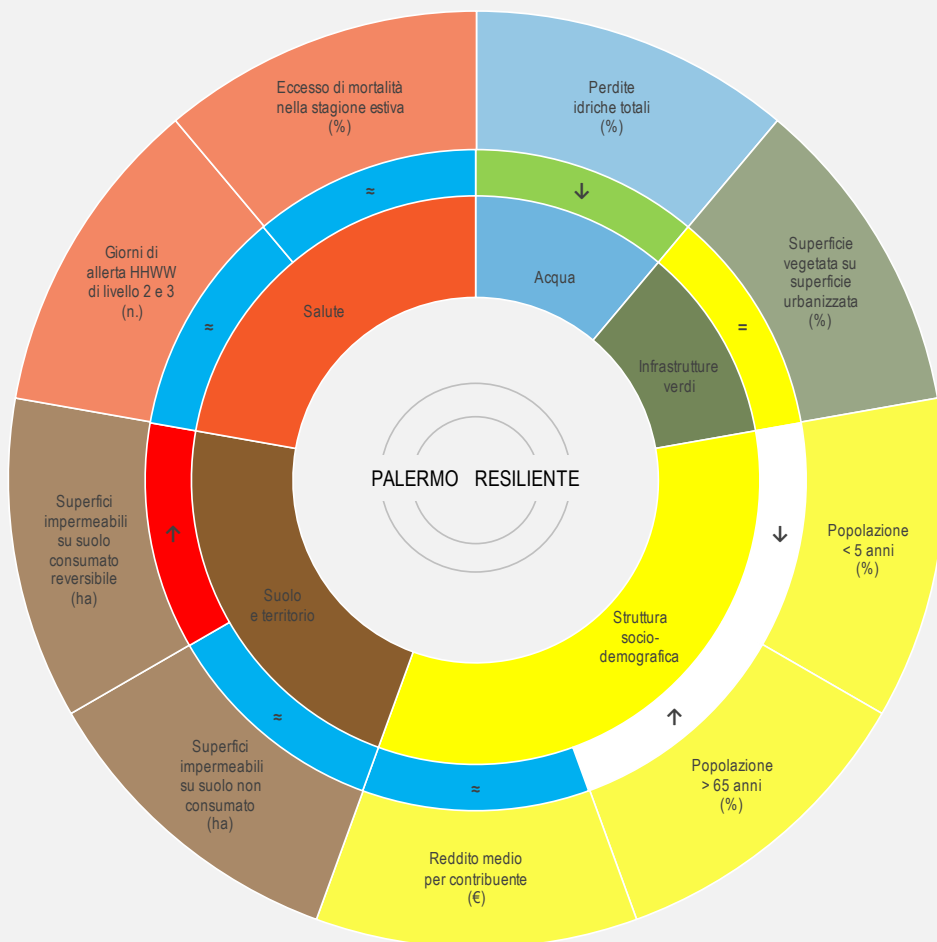 Eccesso di mortalità
nella stagione estiva
(%)
Perdite
idriche totali
(%)
≈
↓
Giorni di
allerta HHWW
di livello 2 e 3
(n.)
Superficie
vegetata su
superficie
urbanizzata
(%)
Salute
Acqua
≈
=
Infrastrutture
verdi
PALERMO RESILIENTE
Superfici
impermeabili
su suolo
consumato
reversibile
(ha)
↑
↓
Popolazione
< 5 anni
(%)
Suolo
e territorio
Struttura
socio-
demografica
≈
↑
Superfici
impermeabili
su suolo non
consumato
(ha)
≈
Popolazione
> 65 anni
(%)
Reddito medio
per contribuente
(€)